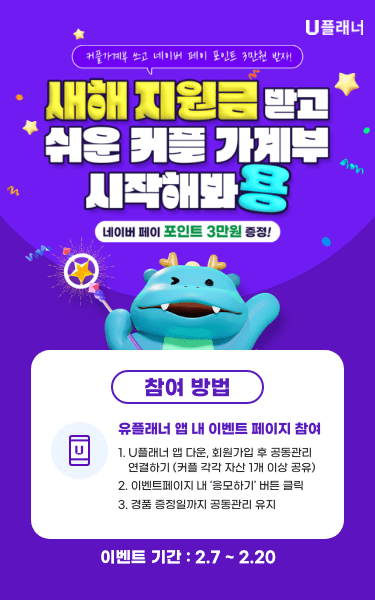 U플래너
커플가계부 쓰고 네이버 페이 포인트 3만원 받자!
새해 지원금 받고
쉬운 커플 가계부
시작해봐용
네이버 페이 포인트 3만원 증정!
참여 방법
U
유플래너 앱 내 이벤트 페이지 참여
1. U플래너 앱 다운, 회원가입 후 공동관리
연결하기 (커플 각각 자산 1개 이상 공유)
2. 이벤트페이지 내 '응모하기' 버튼 클릭
3. 경품 증정일까지 공동관리 유지
이벤트 기간 : 2.7 ~ 2.20